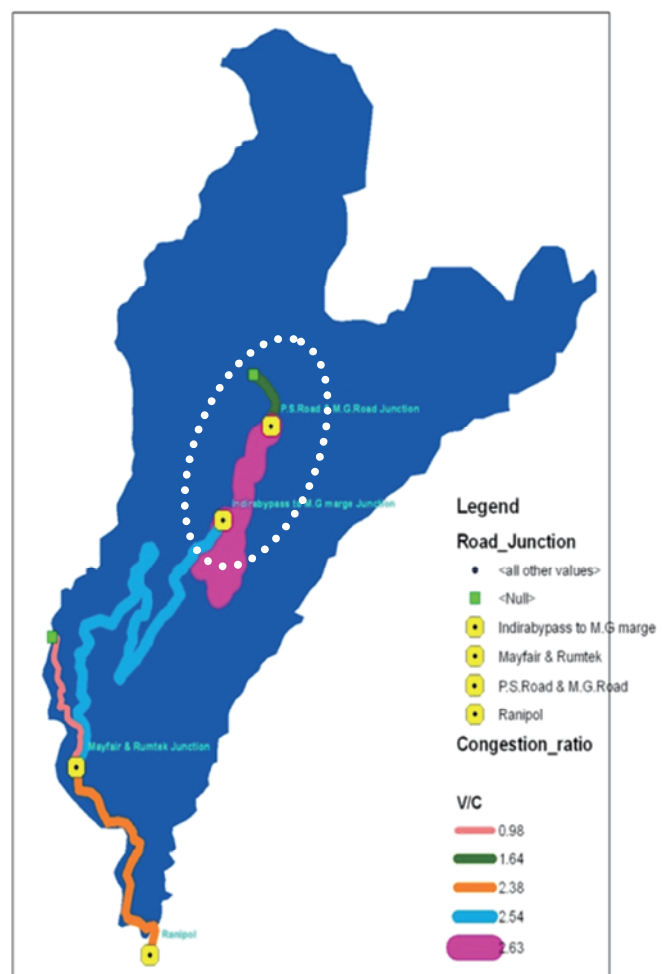 P.S.Road & M.G.Road Junction
Indirabypass to M.G marge Junction
Mayfair & Rumtek Junction
Ranipol
Legend
Road_Junction
<all other values>
<Null>
Indirabypass to M.G marge
Mayfair & Rumtek
P.S.Road & M.G.Road
Ranipol
Congestion_ratio
V/C
0.98
1.64
2.38
2.54
2.63